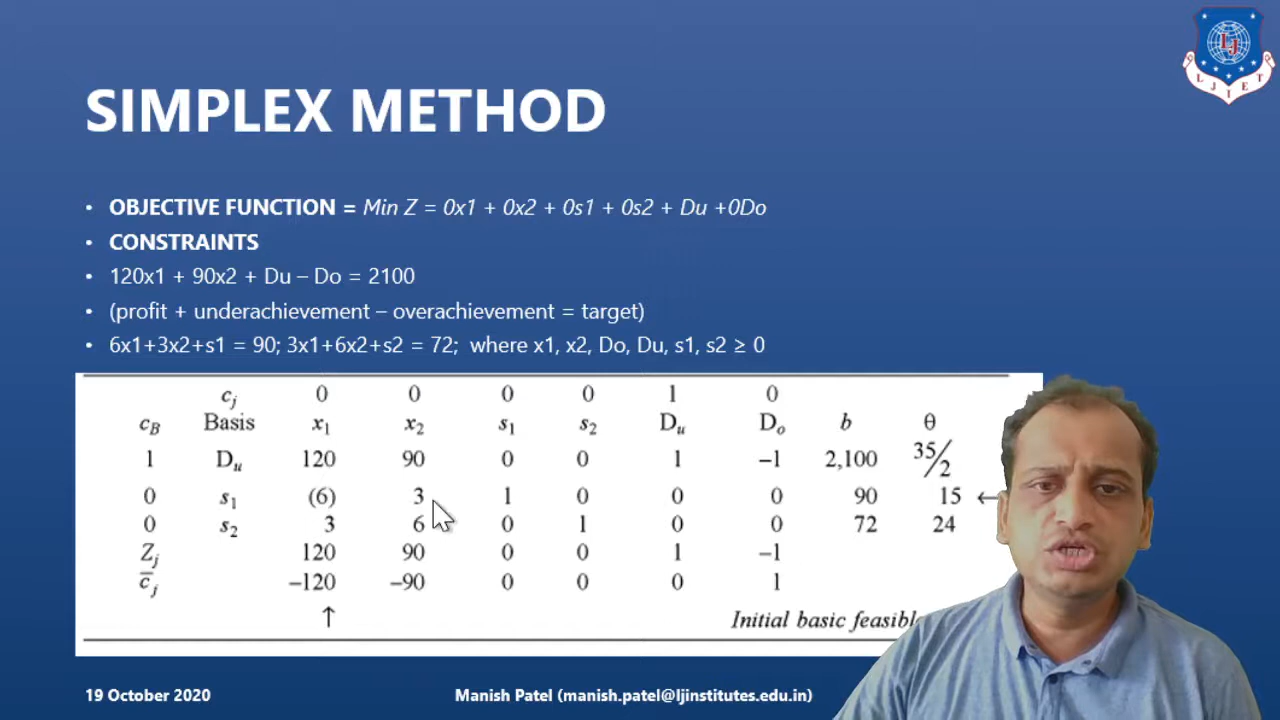 LJIET
SIMPLEX METHOD
• OBJECTIVE FUNCTION = Min Z = 0x1 + 0x2 + 0s1 + 0s2 + Du +0Do
• CONSTRAINTS
• 120x1 + 90x2 + Du – Do = 2100
• (profit + underachievement – overachievement = target)
• 6x1+3x2+s1 = 90; 3x1+6x2+s2 = 72; where x1, x2, Do, Du, s1, s2 ≥ 0
cj 0 0 0 0 1 0
cB Basis x1 x2 s1 s2 Du Do b θ
1 Du 120 90 0 0 1 –1 2,100 35/2
0 s1 (6) 3 1 0 0 0 90 15 ←
0 s2 3 6 0 1 0 0 72 24
Zj 120 90 0 0 1 –1
c̄j –120 –90 0 0 0 1
↑
Initial basic
19 October 2020
Manish Patel (manish.patel@ljinstitutes.edu.in)